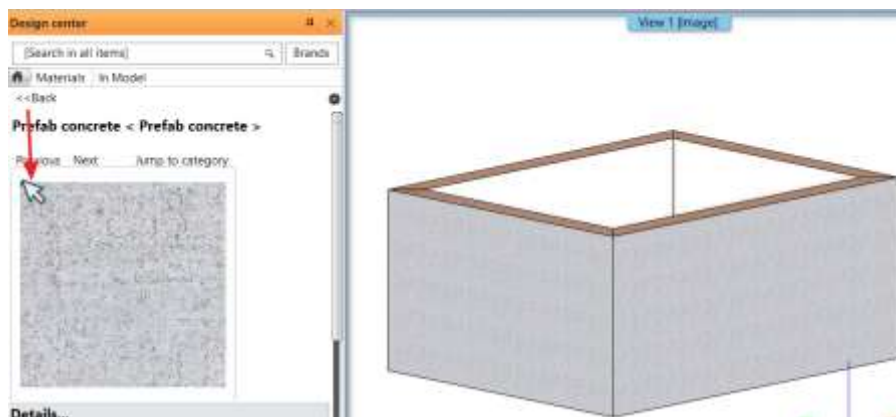 Design center
[Search in all items]
Brands
Materials In Model
<<Back
Prefab concrete < Prefab concrete >
Previous Next Jump to category
Details...
View 1 [Image]